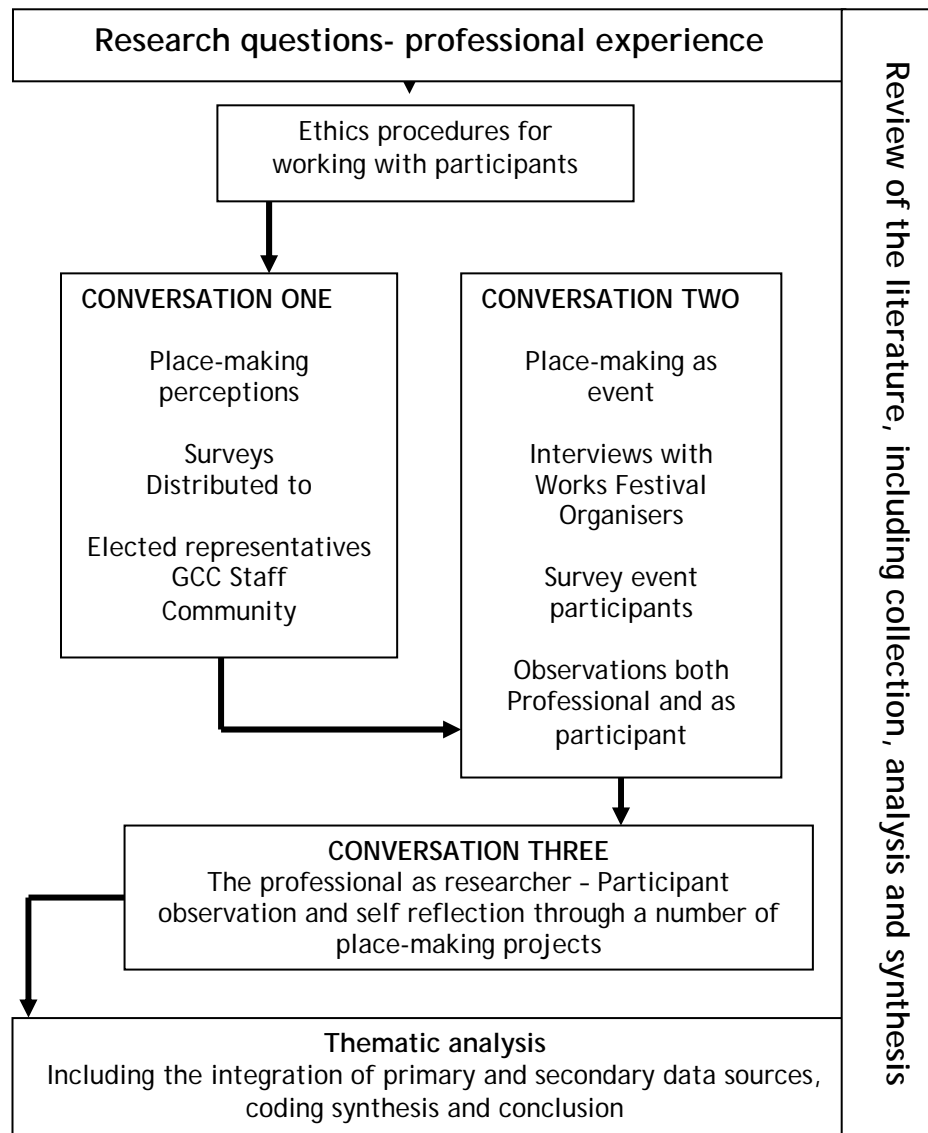 Research questions- professional experience
Ethics procedures for
working with participants
CONVERSATION ONE
Place-making
perceptions
Surveys
Distributed to
Elected representatives
GCC Staff
Community
CONVERSATION TWO
Place-making as
event
Interviews with
Works Festival
Organisers
Survey event
participants
Observations both
Professional and as
participant
CONVERSATION THREE
The professional as researcher – Participant
observation and self reflection through a number of
place-making projects
Thematic analysis
Including the integration of primary and secondary data sources,
coding synthesis and conclusion
Review of the literature, including collection, analysis and synthesis